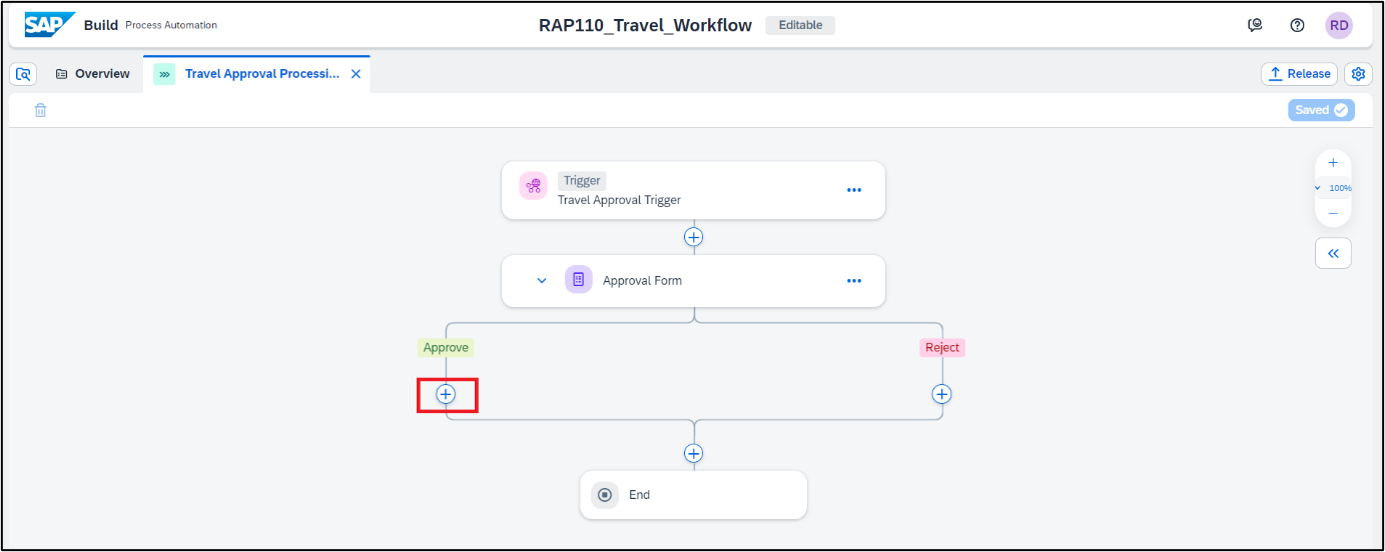 SAP Build Process Automation
RAP110_Travel_Workflow Editable
RD
Overview
Travel Approval Processi...
Release
Saved
Trigger
Travel Approval Trigger
100%
Approval Form
Approve
Reject
End